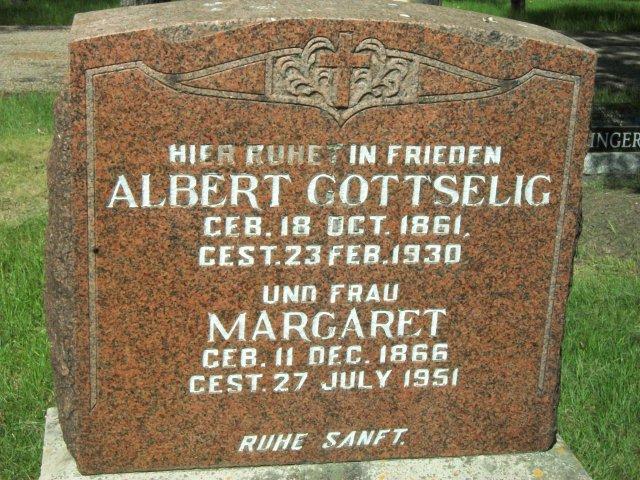 HIER RUHET IN FRIEDEN
ALBERT GOTTSELIG
GEB. 18 OCT. 1861.
GEST. 23 FEB. 1930
UND FRAU
MARGARET
GEB. 11 DEC. 1866
GEST. 27 JULY 1951
RUHE SANFT.